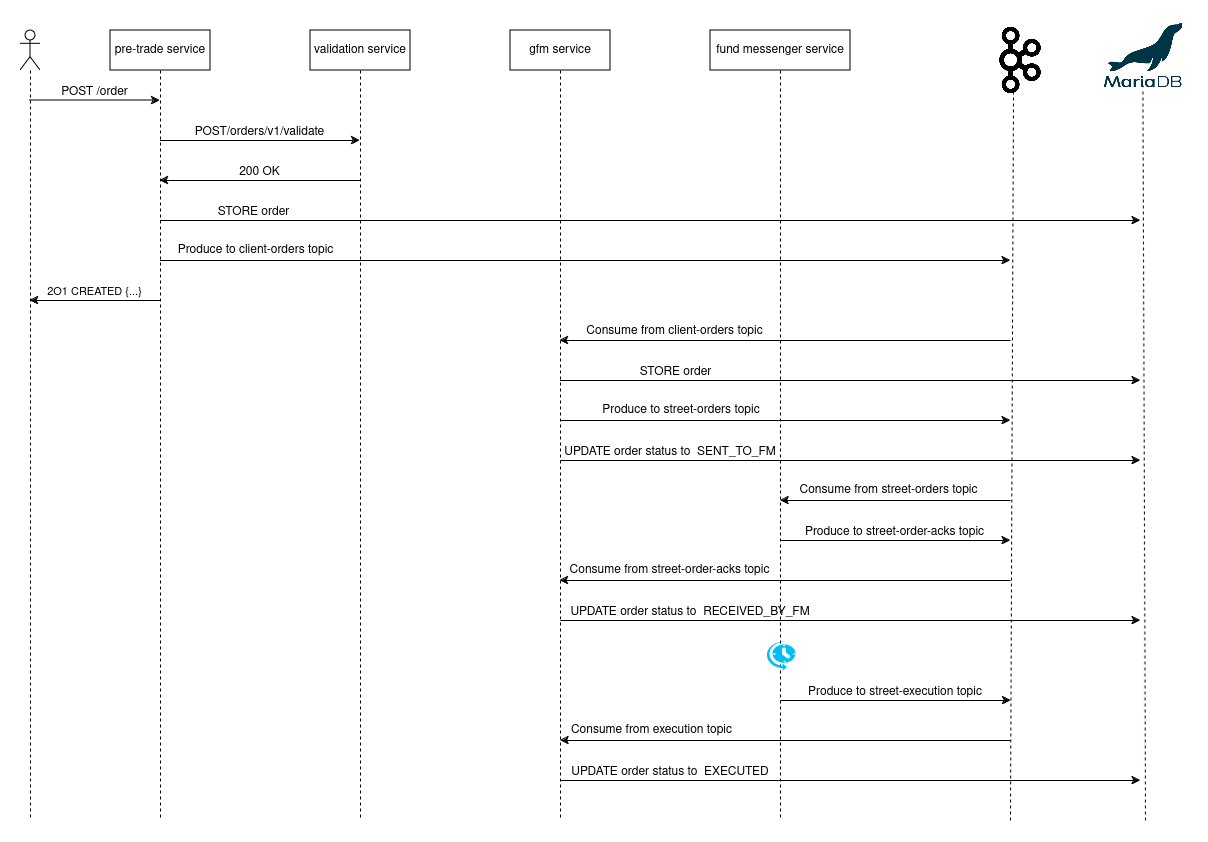 pre-trade service
validation service
gfm service
fund messenger service
MariaDB
POST /order
POST/orders/v1/validate
200 OK
STORE order
Produce to client-orders topic
2O1 CREATED {...}
Consume from client-orders topic
STORE order
Produce to street-orders topic
UPDATE order status to  SENT_TO_FM
Consume from street-orders topic
Produce to street-order-acks topic
Consume from street-order-acks topic
UPDATE order status to  RECEIVED_BY_FM
Produce to street-execution topic
Consume from execution topic
UPDATE order status to  EXECUTED